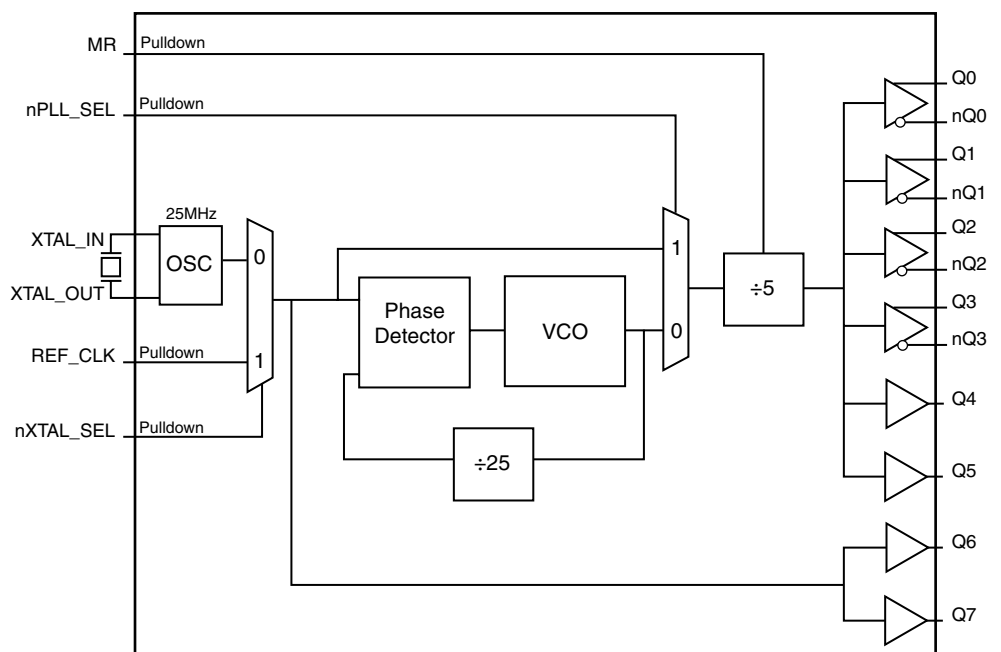 MR
Pulldown
nPLL_SEL
Pulldown
25MHz
XTAL_IN
OSC
XTAL_OUT
0
REF_CLK
Pulldown
1
nXTAL_SEL
Pulldown
Phase
Detector
VCO
÷25
1
0
÷5
Q0
nQ0
Q1
nQ1
Q2
nQ2
Q3
nQ3
Q4
Q5
Q6
Q7